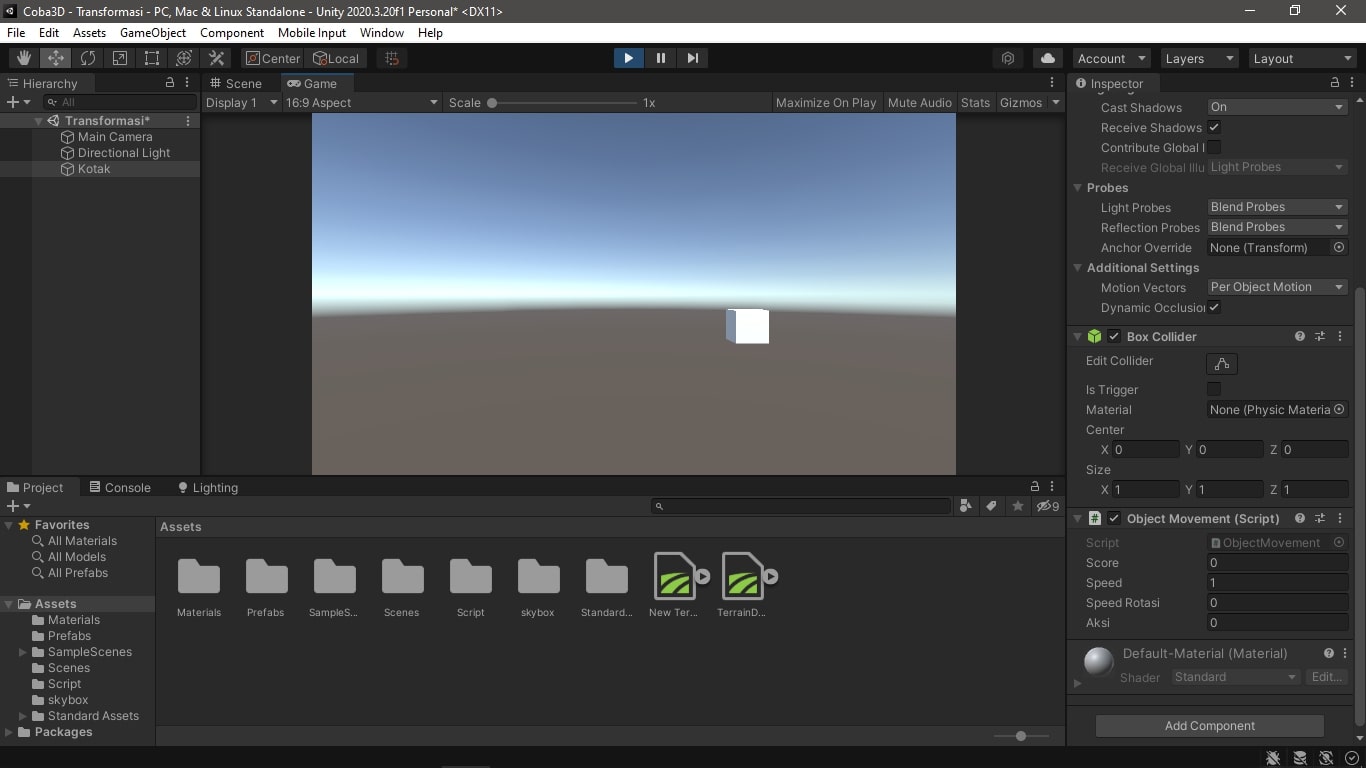 Coba3D - Transformasi - PC, Mac & Linux Standalone - Unity 2020.3.20f1 Personal* <DX11>
File Edit Assets GameObject Component Mobile Input Window Help
Center Local Account Layers Layout
Hierarchy
All
Transformasi*
Main Camera
Directional Light
Kotak
Scene Game
Display 1 16:9 Aspect Scale 1x Maximize On Play Mute Audio Stats Gizmos
Inspector
Cast Shadows On
Receive Shadows
Contribute Global I
Receive Global Illu Light Probes
Probes
Light Probes Blend Probes
Reflection Probes Blend Probes
Anchor Override None (Transform)
Additional Settings
Motion Vectors Per Object Motion
Dynamic Occlusion
Box Collider
Edit Collider
Is Trigger
Material None (Physic Materia
Center
X 0 Y 0 Z 0
Size
X 1 Y 1 Z 1
# Object Movement (Script)
Script ObjectMovement
Score 0
Speed 1
Speed Rotasi 0
Aksi 0
Default-Material (Material)
Shader Standard Edit...
Add Component
Project Console Lighting
9
Favorites
All Materials
All Models
All Prefabs
Assets
Materials
Prefabs
SampleScenes
Scenes
Script
skybox
Standard Assets
Packages
Assets
Materials Prefabs SampleS... Scenes Script skybox Standard... New Ter... TerrainD...